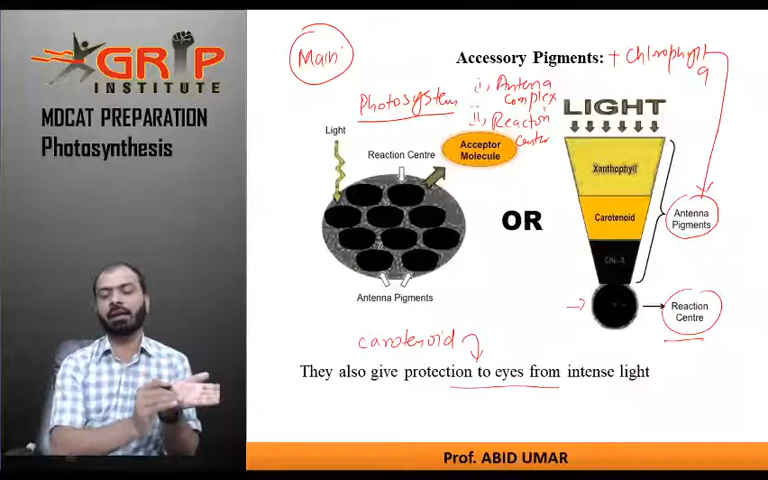 GRIP
INSTITUTE
MDCAT PREPARATION
Photosynthesis
Main
Accessory Pigments: + Chlorophyll
a
Photosystem
i, Antena
complex
ii, Reaction
Center
Light
Reaction Centre
Acceptor
Molecule
Antenna Pigments
OR
LIGHT
Xanthophyll
Carotenoid
Antenna
Pigments
Reaction
Centre
carotenoid
They also give protection to eyes from intense light
Prof. ABID UMAR